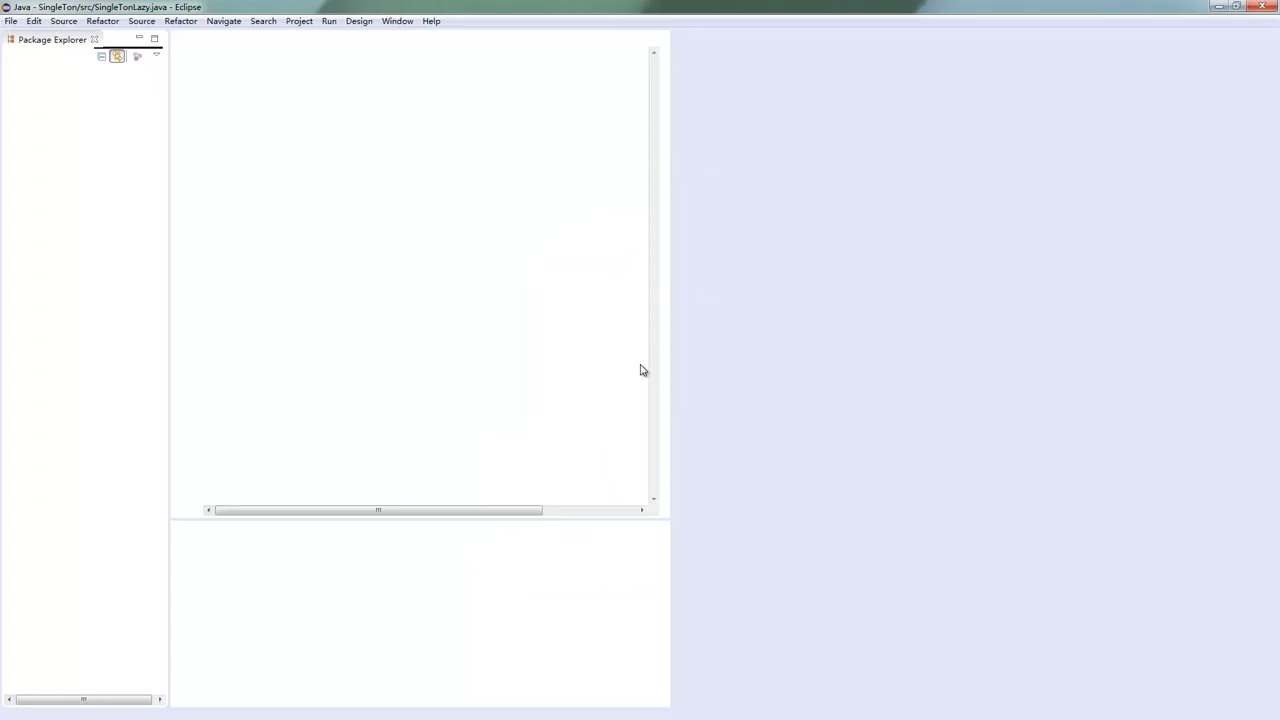 Java - SingleTon/src/SingleTonLazy.java - Eclipse
File Edit Source Refactor Source Refactor Navigate Search Project Run Design Window Help
Package Explorer